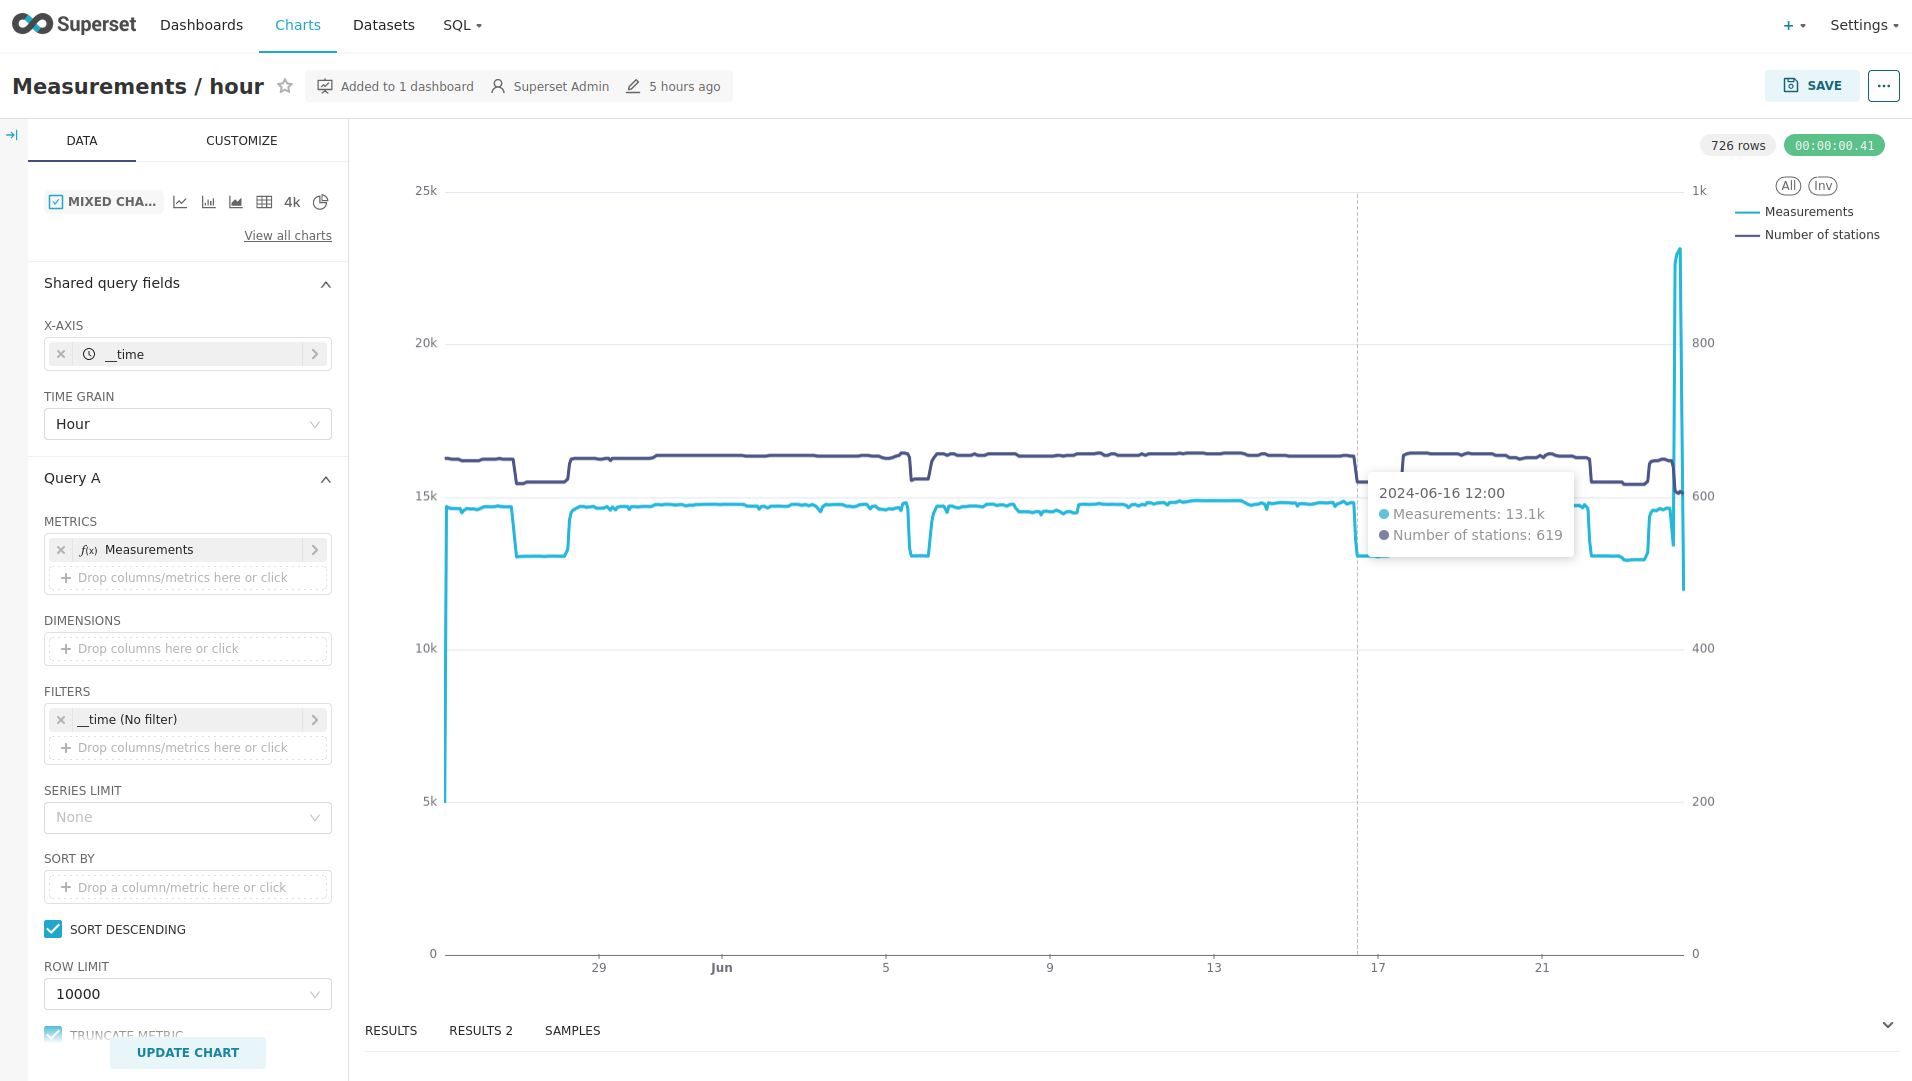 Superset
Dashboards
Charts
Datasets
SQL
+
Settings
Measurements / hour
Added to 1 dashboard
Superset Admin
5 hours ago
SAVE
...
DATA
CUSTOMIZE
MIXED CHA...
4k
View all charts
Shared query fields
X-AXIS
__time
TIME GRAIN
Hour
Query A
METRICS
f(x) Measurements
+ Drop columns/metrics here or click
DIMENSIONS
+ Drop columns here or click
FILTERS
__time (No filter)
+ Drop columns/metrics here or click
SERIES LIMIT
None
SORT BY
+ Drop a column/metric here or click
SORT DESCENDING
ROW LIMIT
10000
TRUNCATE METRIC
UPDATE CHART
726 rows
00:00:00.41
All
Inv
Measurements
Number of stations
25k
20k
15k
10k
5k
0
1k
800
600
400
200
0
2024-06-16 12:00
Measurements: 13.1k
Number of stations: 619
29
Jun
5
9
13
17
21
RESULTS
RESULTS 2
SAMPLES